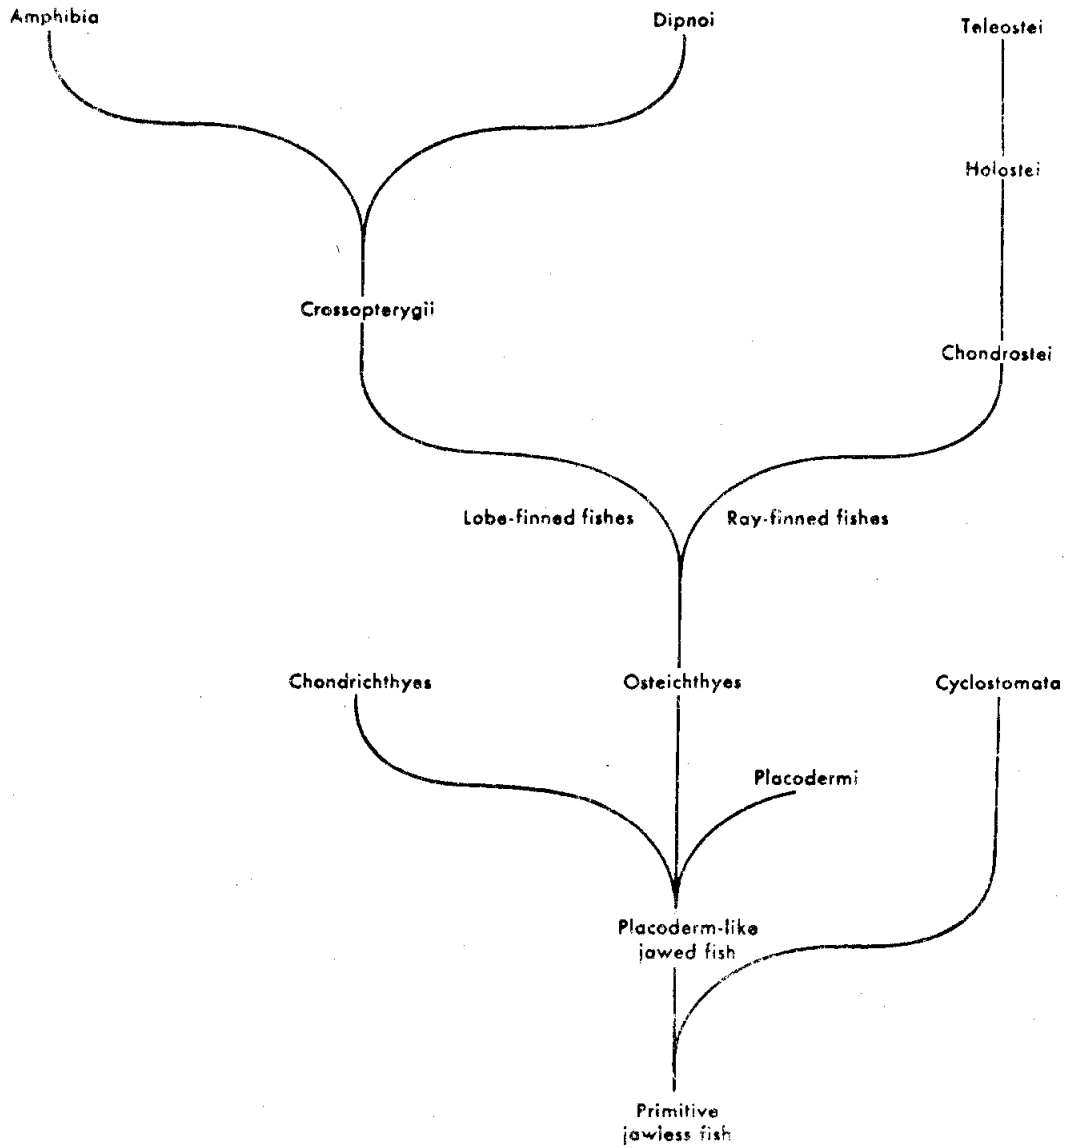 Amphibia
Dipnoi
Teleostei
Holostei
Crossopterygii
Chondrostei
Lobe-finned fishes
Ray-finned fishes
Chondrichthyes
Osteichthyes
Cyclostomata
Placodermi
Placoderm-like
jawed fish
Primitive
jawless fish